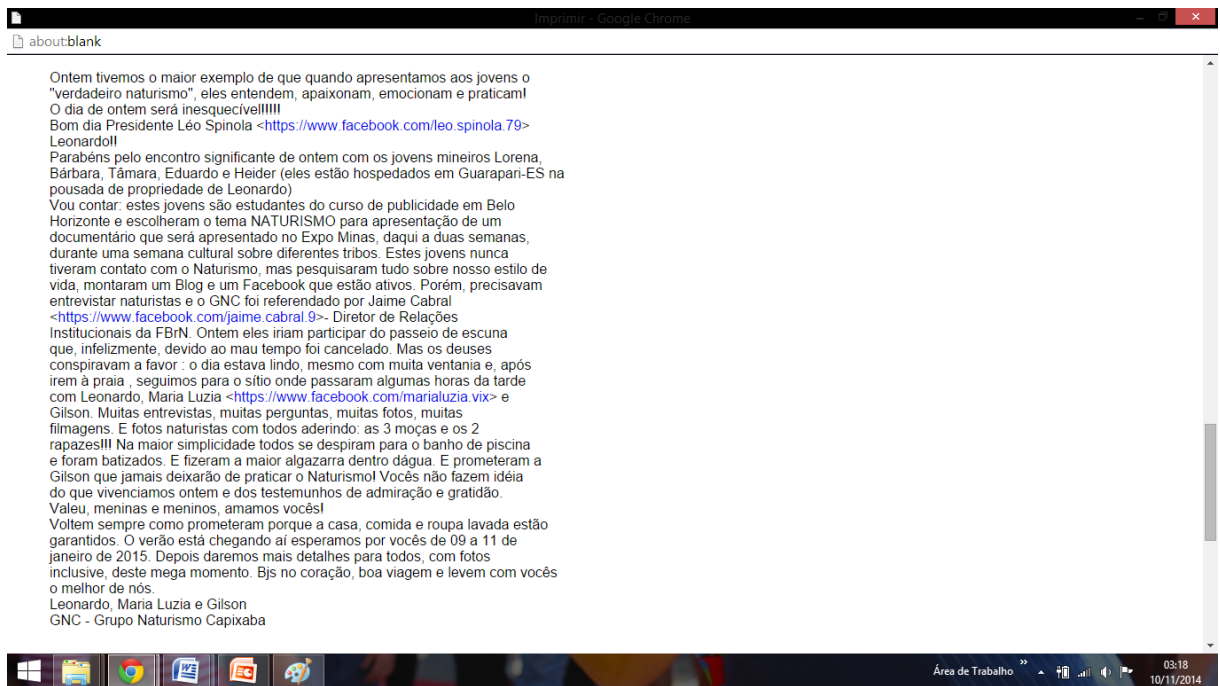 Imprimir - Google Chrome
about:blank
Ontem tivemos o maior exemplo de que quando apresentamos aos jovens o
"verdadeiro naturismo", eles entendem, apaixonam, emocionam e praticam!
O dia de ontem será inesquecível!!!!!
Bom dia Presidente Léo Spinola <https://www.facebook.com/leo.spinola.79>
Leonardo!!
Parabéns pelo encontro significante de ontem com os jovens mineiros Lorena,
Bárbara, Tâmara, Eduardo e Heider (eles estão hospedados em Guarapari-ES na
pousada de propriedade de Leonardo)
Vou contar: estes jovens são estudantes do curso de publicidade em Belo
Horizonte e escolheram o tema NATURISMO para apresentação de um
documentário que será apresentado no Expo Minas, daqui a duas semanas,
durante uma semana cultural sobre diferentes tribos. Estes jovens nunca
tiveram contato com o Naturismo, mas pesquisaram tudo sobre nosso estilo de
vida, montaram um Blog e um Facebook que estão ativos. Porém, precisavam
entrevistar naturistas e o GNC foi referendado por Jaime Cabral
<https://www.facebook.com/jaime.cabral.9>- Diretor de Relações
Institucionais da FBrN. Ontem eles iriam participar do passeio de escuna
que, infelizmente, devido ao mau tempo foi cancelado. Mas os deuses
conspiravam a favor : o dia estava lindo, mesmo com muita ventania e, após
irem à praia , seguimos para o sítio onde passaram algumas horas da tarde
com Leonardo, Maria Luzia <https://www.facebook.com/marialuzia.vix> e
Gilson. Muitas entrevistas, muitas perguntas, muitas fotos, muitas
filmagens. E fotos naturistas com todos aderindo: as 3 moças e os 2
rapazes!!! Na maior simplicidade todos se despiram para o banho de piscina
e foram batizados. E fizeram a maior algazarra dentro dágua. E prometeram a
Gilson que jamais deixarão de praticar o Naturismo! Vocês não fazem idéia
do que vivenciamos ontem e dos testemunhos de admiração e gratidão.
Valeu, meninas e meninos, amamos vocês!
Voltem sempre como prometeram porque a casa, comida e roupa lavada estão
garantidos. O verão está chegando aí esperamos por vocês de 09 a 11 de
janeiro de 2015. Depois daremos mais detalhes para todos, com fotos
inclusive, deste mega momento. Bjs no coração, boa viagem e levem com vocês
o melhor de nós.
Leonardo, Maria Luzia e Gilson
GNC - Grupo Naturismo Capixaba
Área de Trabalho
03:18
10/11/2014